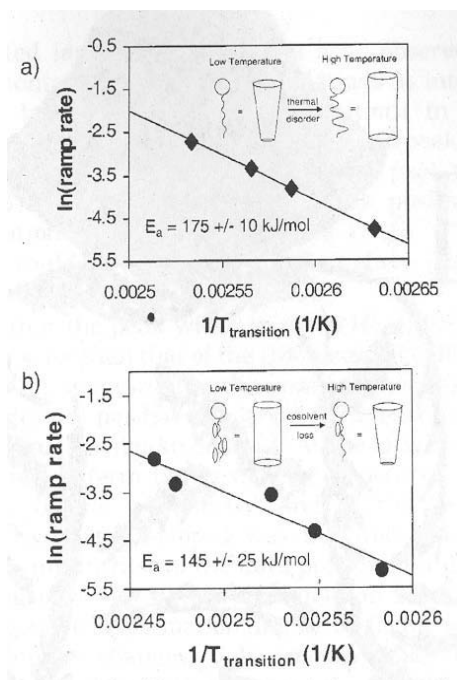 a)
-0.5
-1.5
-2.5
-3.5
-4.5
-5.5
ln(ramp rate)
Low Temperature
High Temperature
=
thermal
disorder
=
E_a = 175 +/- 10 kJ/mol
0.0025 0.00255 0.0026 0.00265
1/T_transition (1/K)
b)
-1.5
-2.5
-3.5
-4.5
-5.5
ln(ramp rate)
Low Temperature
High Temperature
=
cosolvent
loss
=
E_a = 145 +/- 25 kJ/mol
0.00245 0.0025 0.00255 0.0026
1/T_transition (1/K)